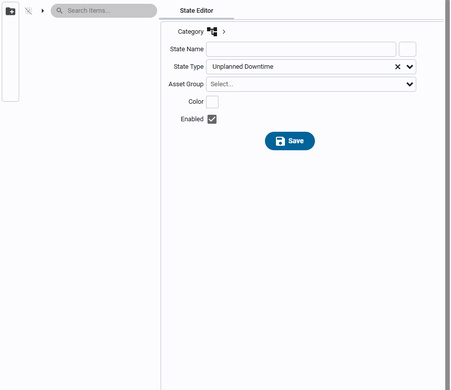 Search Items...
State Editor
Category
State Name
State Type Unplanned Downtime
Asset Group Select...
Color
Enabled
Save